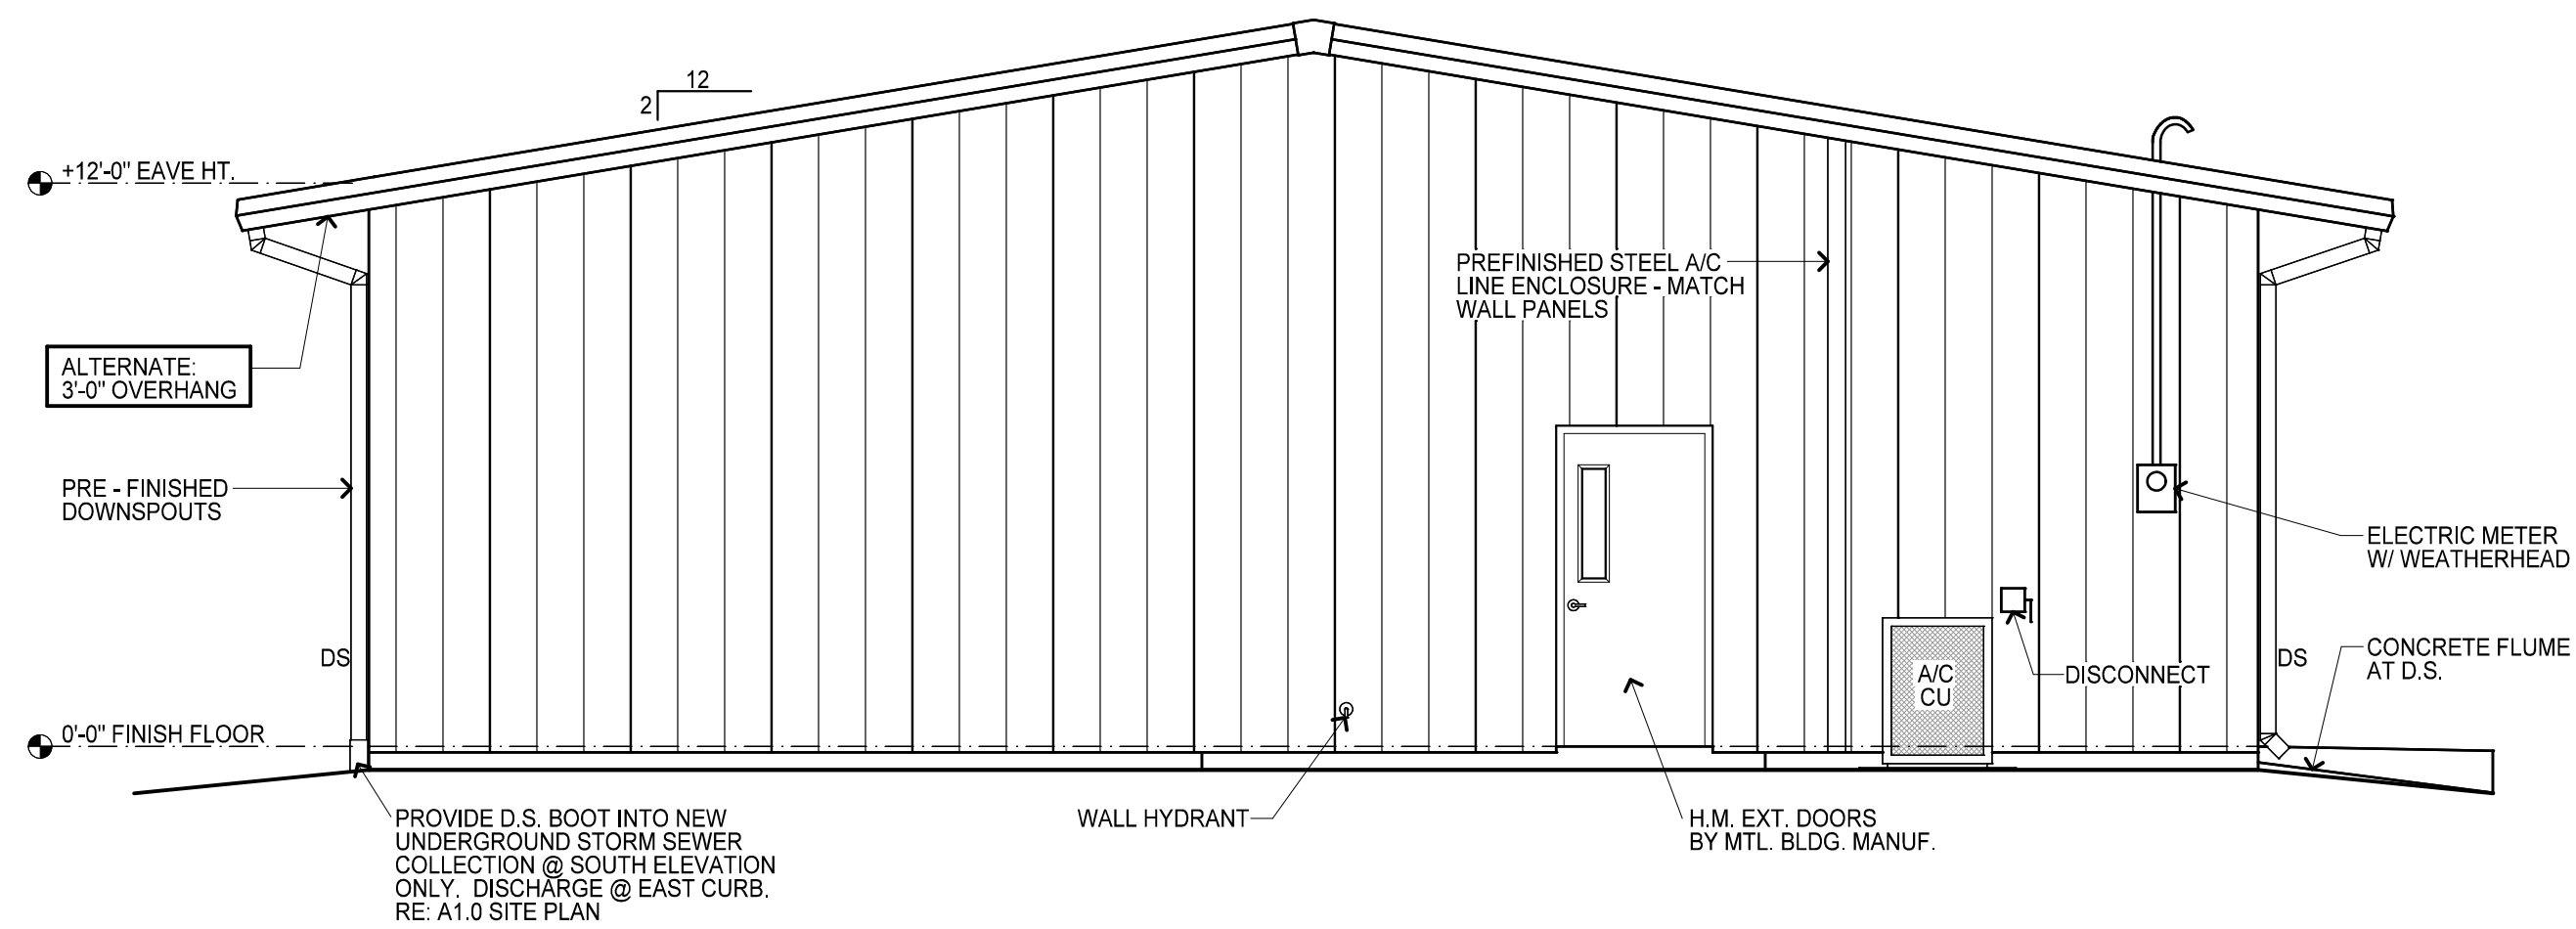 12
2
+12'-0" EAVE HT.
PREFINISHED STEEL A/C
LINE ENCLOSURE - MATCH
WALL PANELS
ALTERNATE:
3'-0" OVERHANG
PRE - FINISHED
DOWNSPOUTS
ELECTRIC METER
W/ WEATHERHEAD
DS
DS
CONCRETE FLUME
AT D.S.
A/C
CU
DISCONNECT
0'-0" FINISH FLOOR
PROVIDE D.S. BOOT INTO NEW
UNDERGROUND STORM SEWER
COLLECTION @ SOUTH ELEVATION
ONLY. DISCHARGE @ EAST CURB.
RE: A1.0 SITE PLAN
WALL HYDRANT
H.M. EXT. DOORS
BY MTL. BLDG. MANUF.